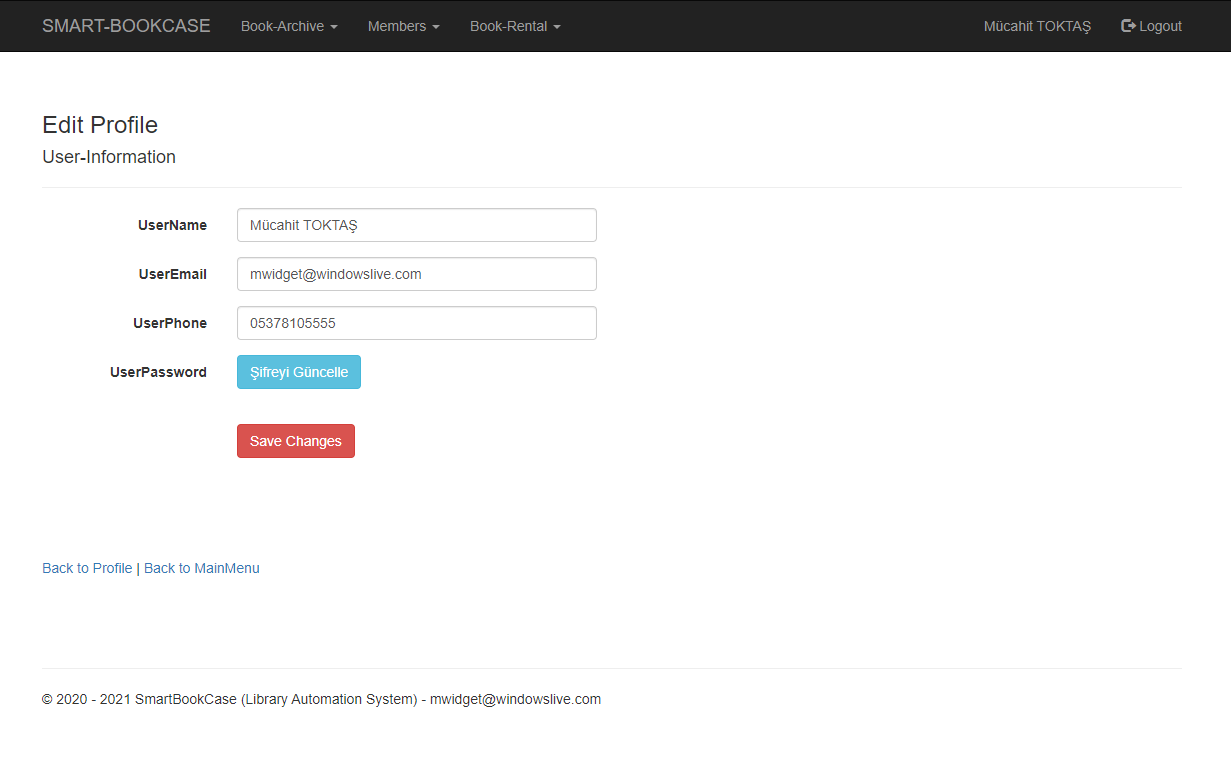 SMART-BOOKCASE Book-Archive Members Book-Rental Mücahit TOKTAŞ Logout
Edit Profile
User-Information
UserName Mücahit TOKTAŞ
UserEmail mwidget@windowslive.com
UserPhone 05378105555
UserPassword Şifreyi Güncelle
Save Changes
Back to Profile | Back to MainMenu
© 2020 - 2021 SmartBookCase (Library Automation System) - mwidget@windowslive.com